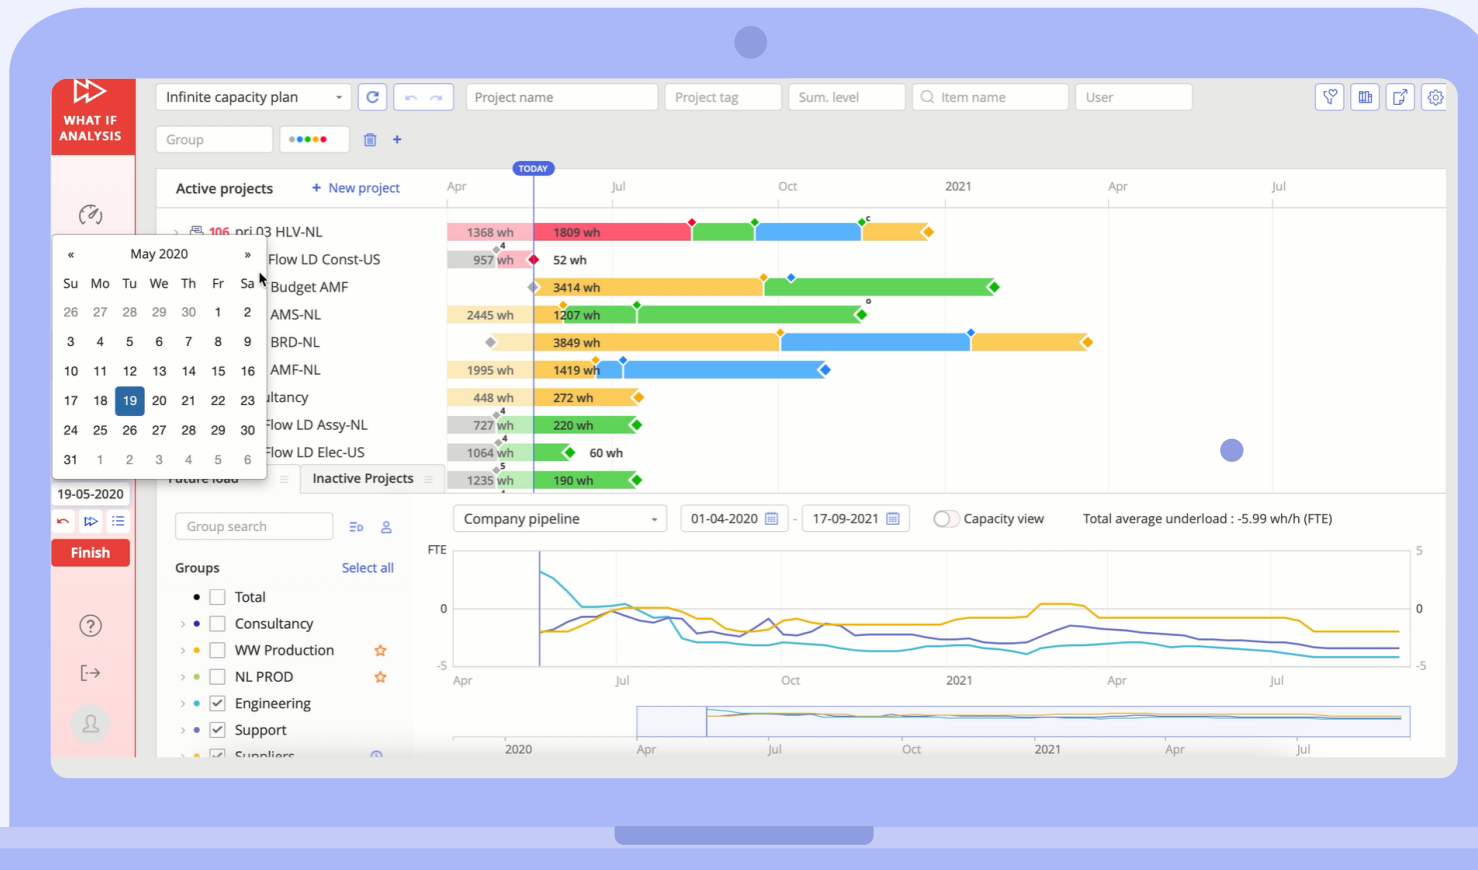 WHAT IF
ANALYSIS
Infinite capacity plan
Project name
Project tag
Sum. level
Item name
User
Group
TODAY
Active projects
+ New project
Apr
Jul
Oct
2021
Apr
Jul
106 pri 03 HLV-NL
1368 wh
1809 wh
c
Flow LD Const-US
957 wh
4
52 wh
Budget AMF
3414 wh
AMS-NL
2445 wh
1207 wh
o
BRD-NL
3849 wh
AMF-NL
1995 wh
1419 wh
ultancy
448 wh
272 wh
Flow LD Assy-NL
727 wh
4
220 wh
Flow LD Elec-US
1064 wh
4
60 wh
1235 wh
5
190 wh
« May 2020 »
Su Mo Tu We Th Fr Sa
26 27 28 29 30 1 2
3 4 5 6 7 8 9
10 11 12 13 14 15 16
17 18 19 20 21 22 23
24 25 26 27 28 29 30
31 1 2 3 4 5 6
Future load
Inactive Projects
19-05-2020
Finish
Group search
Company pipeline
01-04-2020 - 17-09-2021
Capacity view
Total average underload : -5.99 wh/h (FTE)
Groups
Select all
Total
Consultancy
WW Production
NL PROD
Engineering
Support
Suppliers
FTE
0
-5
5
0
-5
Apr
Jul
Oct
2021
Apr
Jul
2020
Apr
Jul
Oct
2021
Apr
Jul